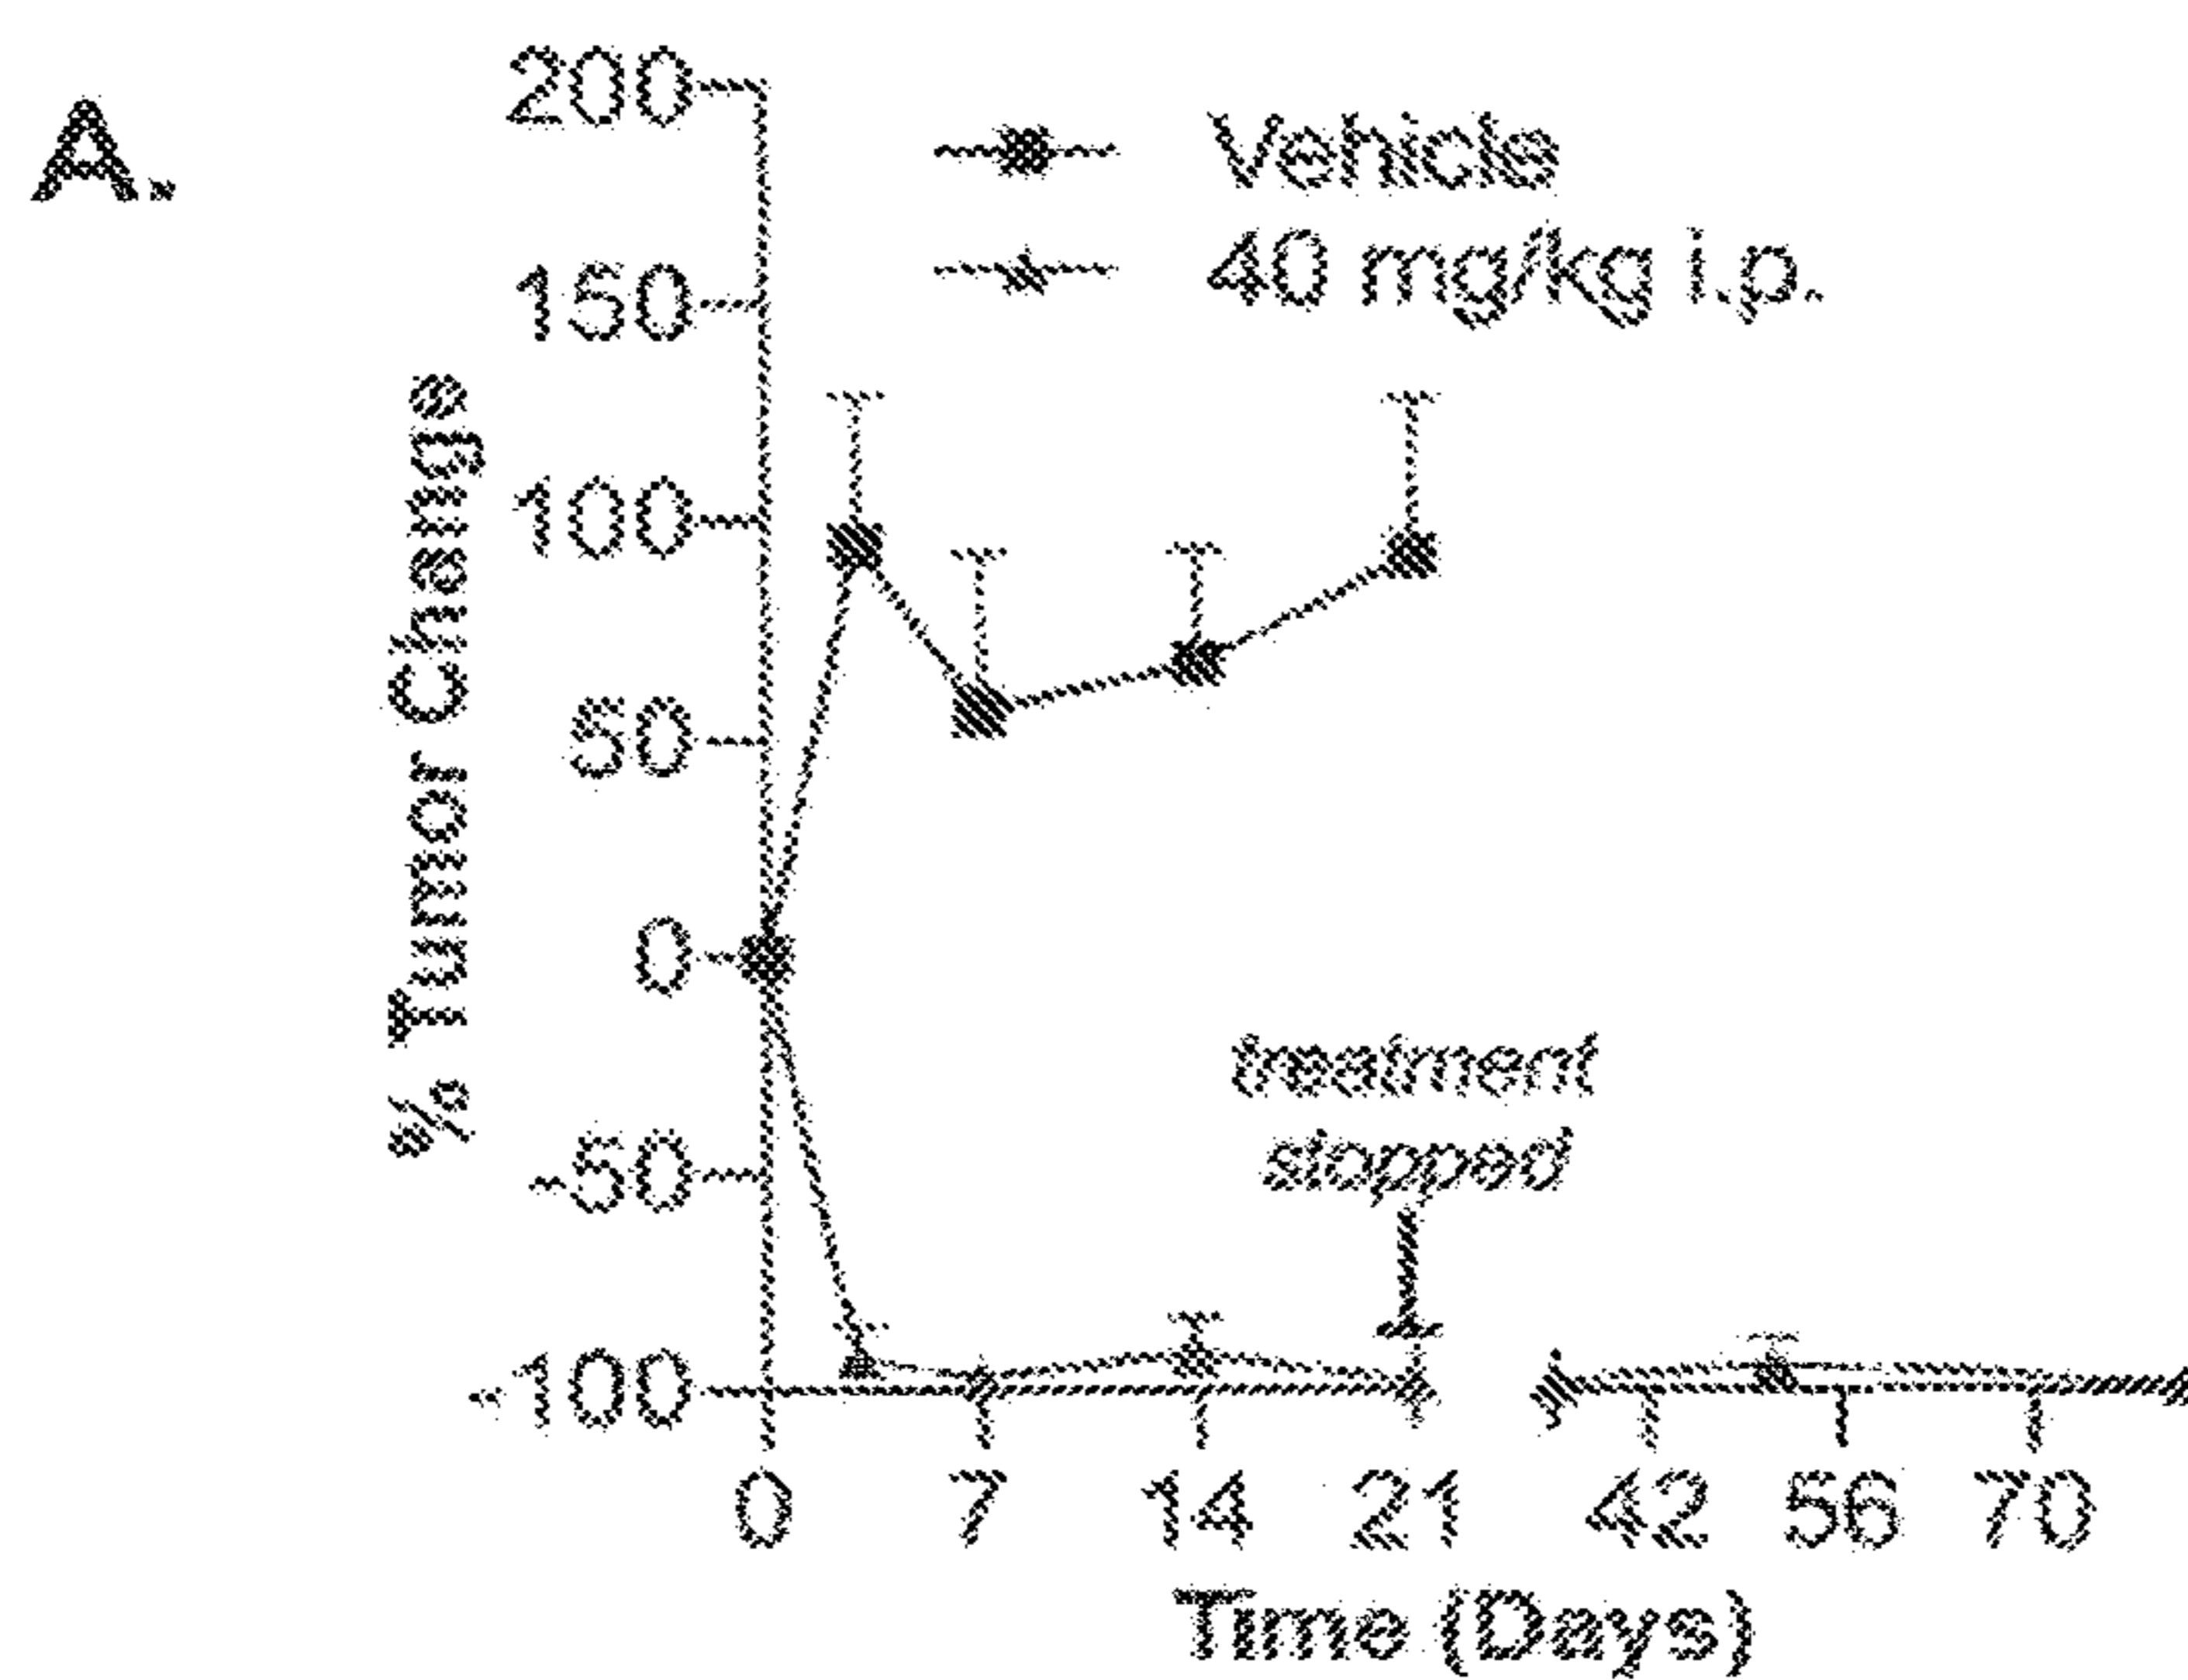 A.
200
Vehicle
40 mg/kg i.p.
150
100
50
0
-50
-100
% Tumor Change
treatment
stopped
0 7 14 21 42 56 70
Time (Days)